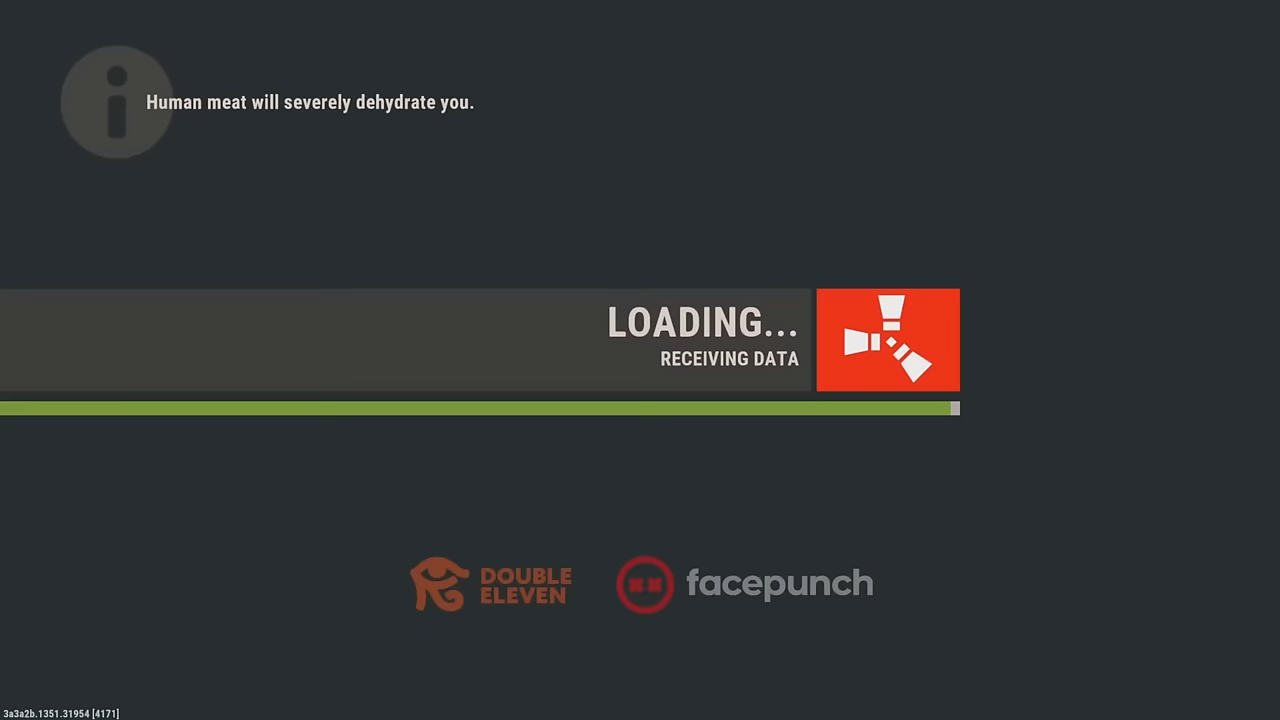 Human meat will severely dehydrate you.
LOADING...
RECEIVING DATA
DOUBLE
ELEVEN
facepunch
3a3a2b.1351.31954 [4171]